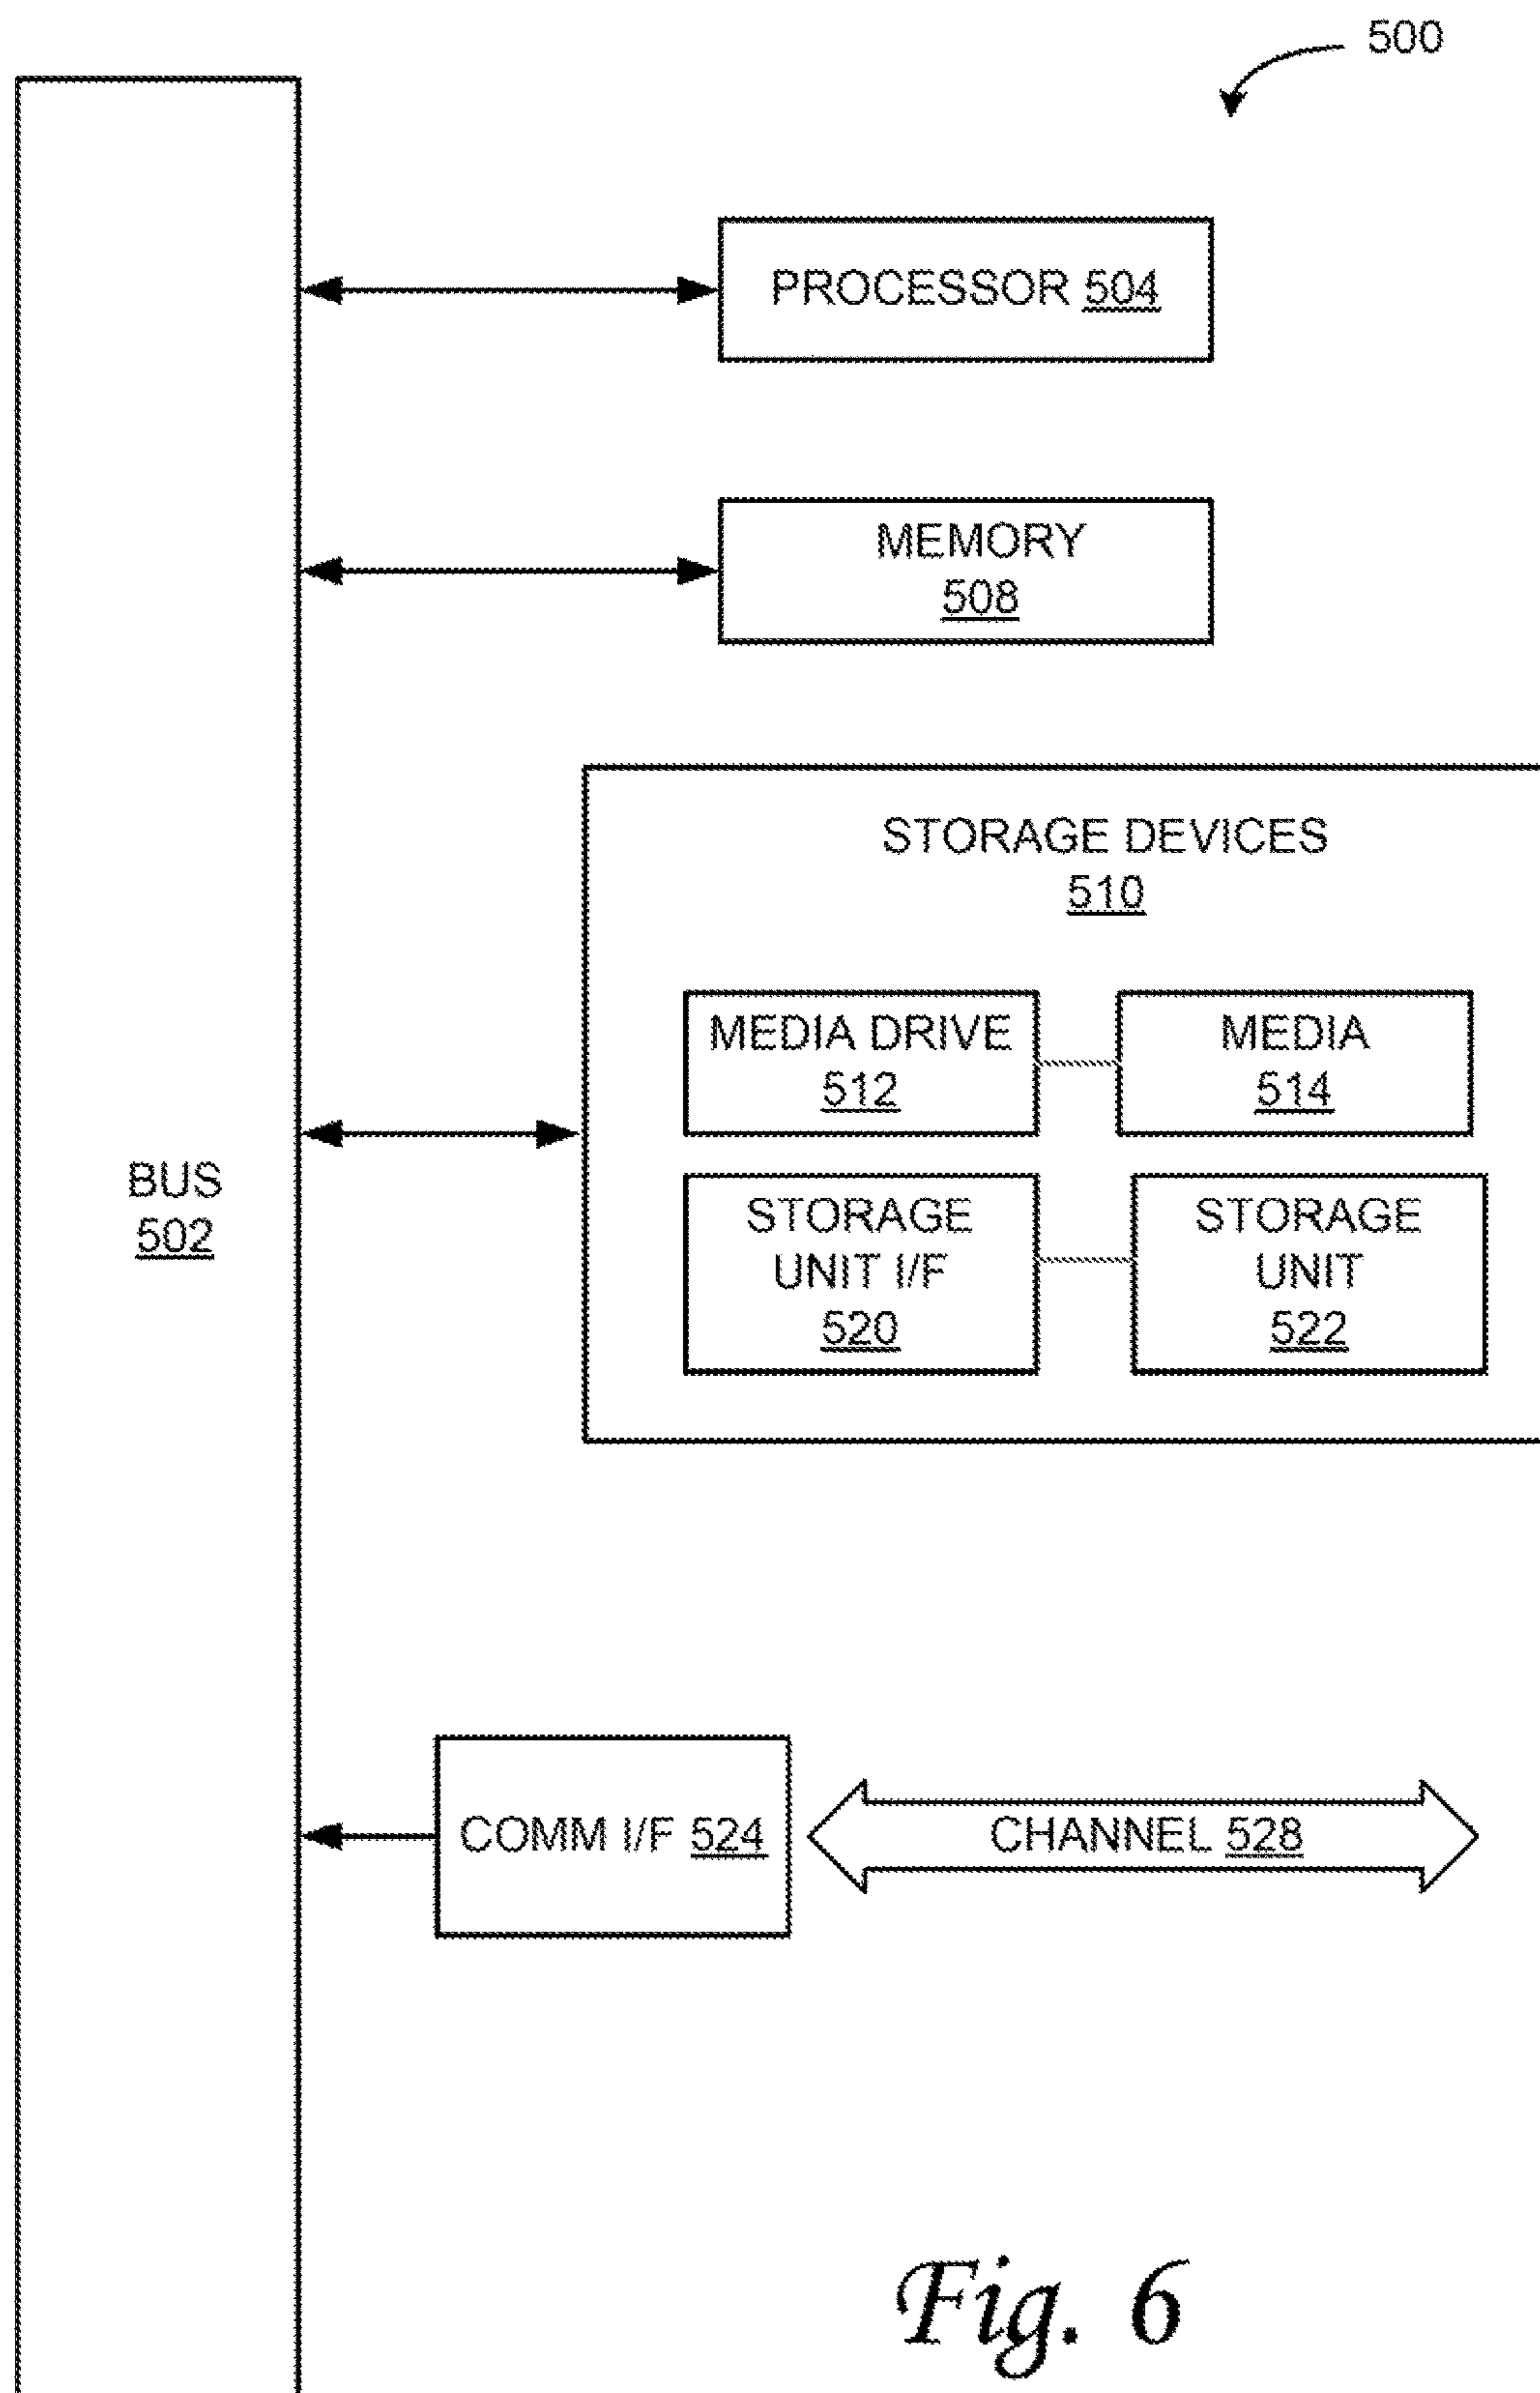 500
PROCESSOR 504
MEMORY
508
STORAGE DEVICES
510
MEDIA DRIVE
512
MEDIA
514
BUS
502
STORAGE
UNIT I/F
520
STORAGE
UNIT
522
COMM I/F 524
CHANNEL 528
Fig. 6